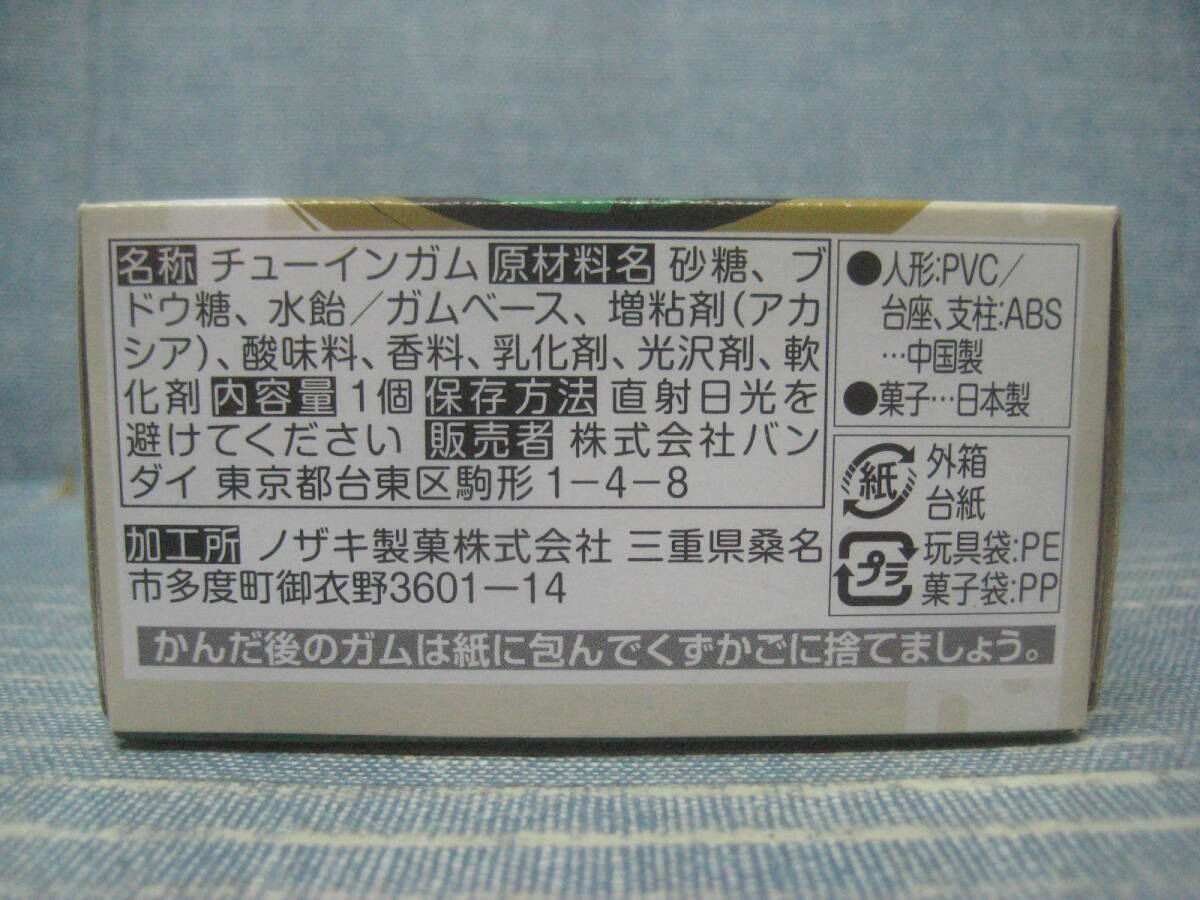 名称 チューインガム 原材料名 砂糖、ブ
ドウ糖、水飴／ガムベース、増粘剤(アカ
シア)、酸味料、香料、乳化剤、光沢剤、軟
化剤 内容量 1個 保存方法 直射日光を
避けてください 販売者 株式会社バン
ダイ 東京都台東区駒形1-4-8
加工所 ノザキ製菓株式会社 三重県桑名
市多度町御衣野3601-14
●人形:PVC／
台座、支柱:ABS
…中国製
●菓子…日本製
紙 外箱
台紙
プラ 玩具袋:PE
菓子袋:PP
かんだ後のガムは紙に包んでくずかごに捨てましょう。